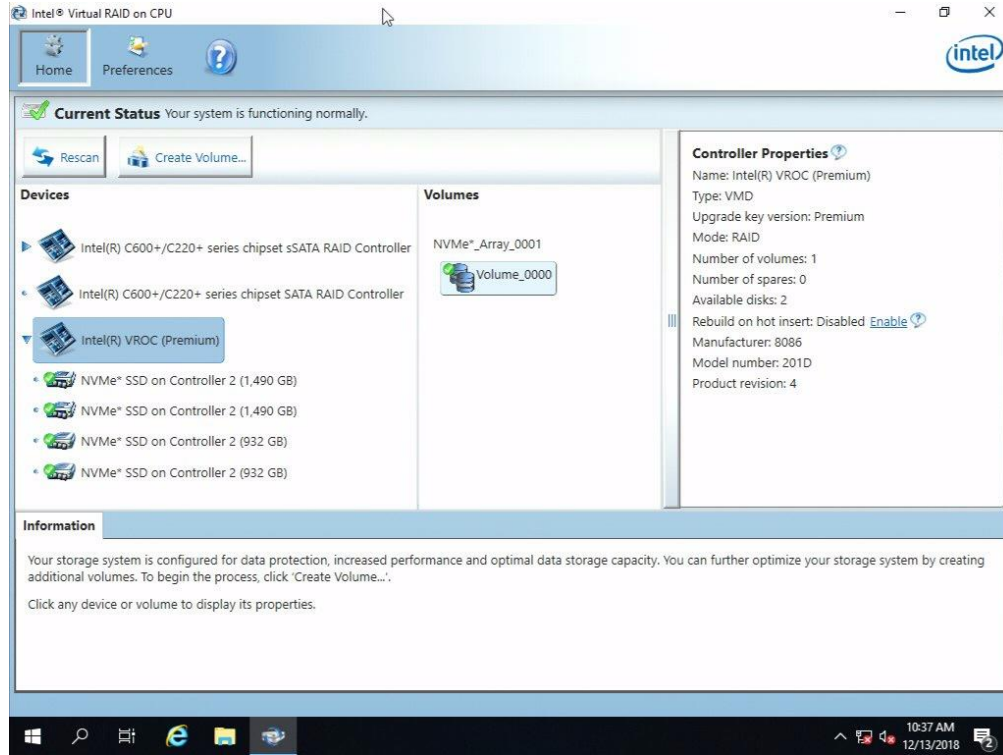 Intel® Virtual RAID on CPU
Home
Preferences
intel
Current Status Your system is functioning normally.
Rescan
Create Volume...
Devices
Intel(R) C600+/C220+ series chipset sSATA RAID Controller
Intel(R) C600+/C220+ series chipset SATA RAID Controller
Intel(R) VROC (Premium)
NVMe* SSD on Controller 2 (1,490 GB)
NVMe* SSD on Controller 2 (1,490 GB)
NVMe* SSD on Controller 2 (932 GB)
NVMe* SSD on Controller 2 (932 GB)
Volumes
NVMe*_Array_0001
Volume_0000
Controller Properties
Name: Intel(R) VROC (Premium)
Type: VMD
Upgrade key version: Premium
Mode: RAID
Number of volumes: 1
Number of spares: 0
Available disks: 2
Rebuild on hot insert: Disabled Enable
Manufacturer: 8086
Model number: 201D
Product revision: 4
Information
Your storage system is configured for data protection, increased performance and optimal data storage capacity. You can further optimize your storage system by creating
additional volumes. To begin the process, click 'Create Volume...'.
Click any device or volume to display its properties.
10:37 AM
12/13/2018
2